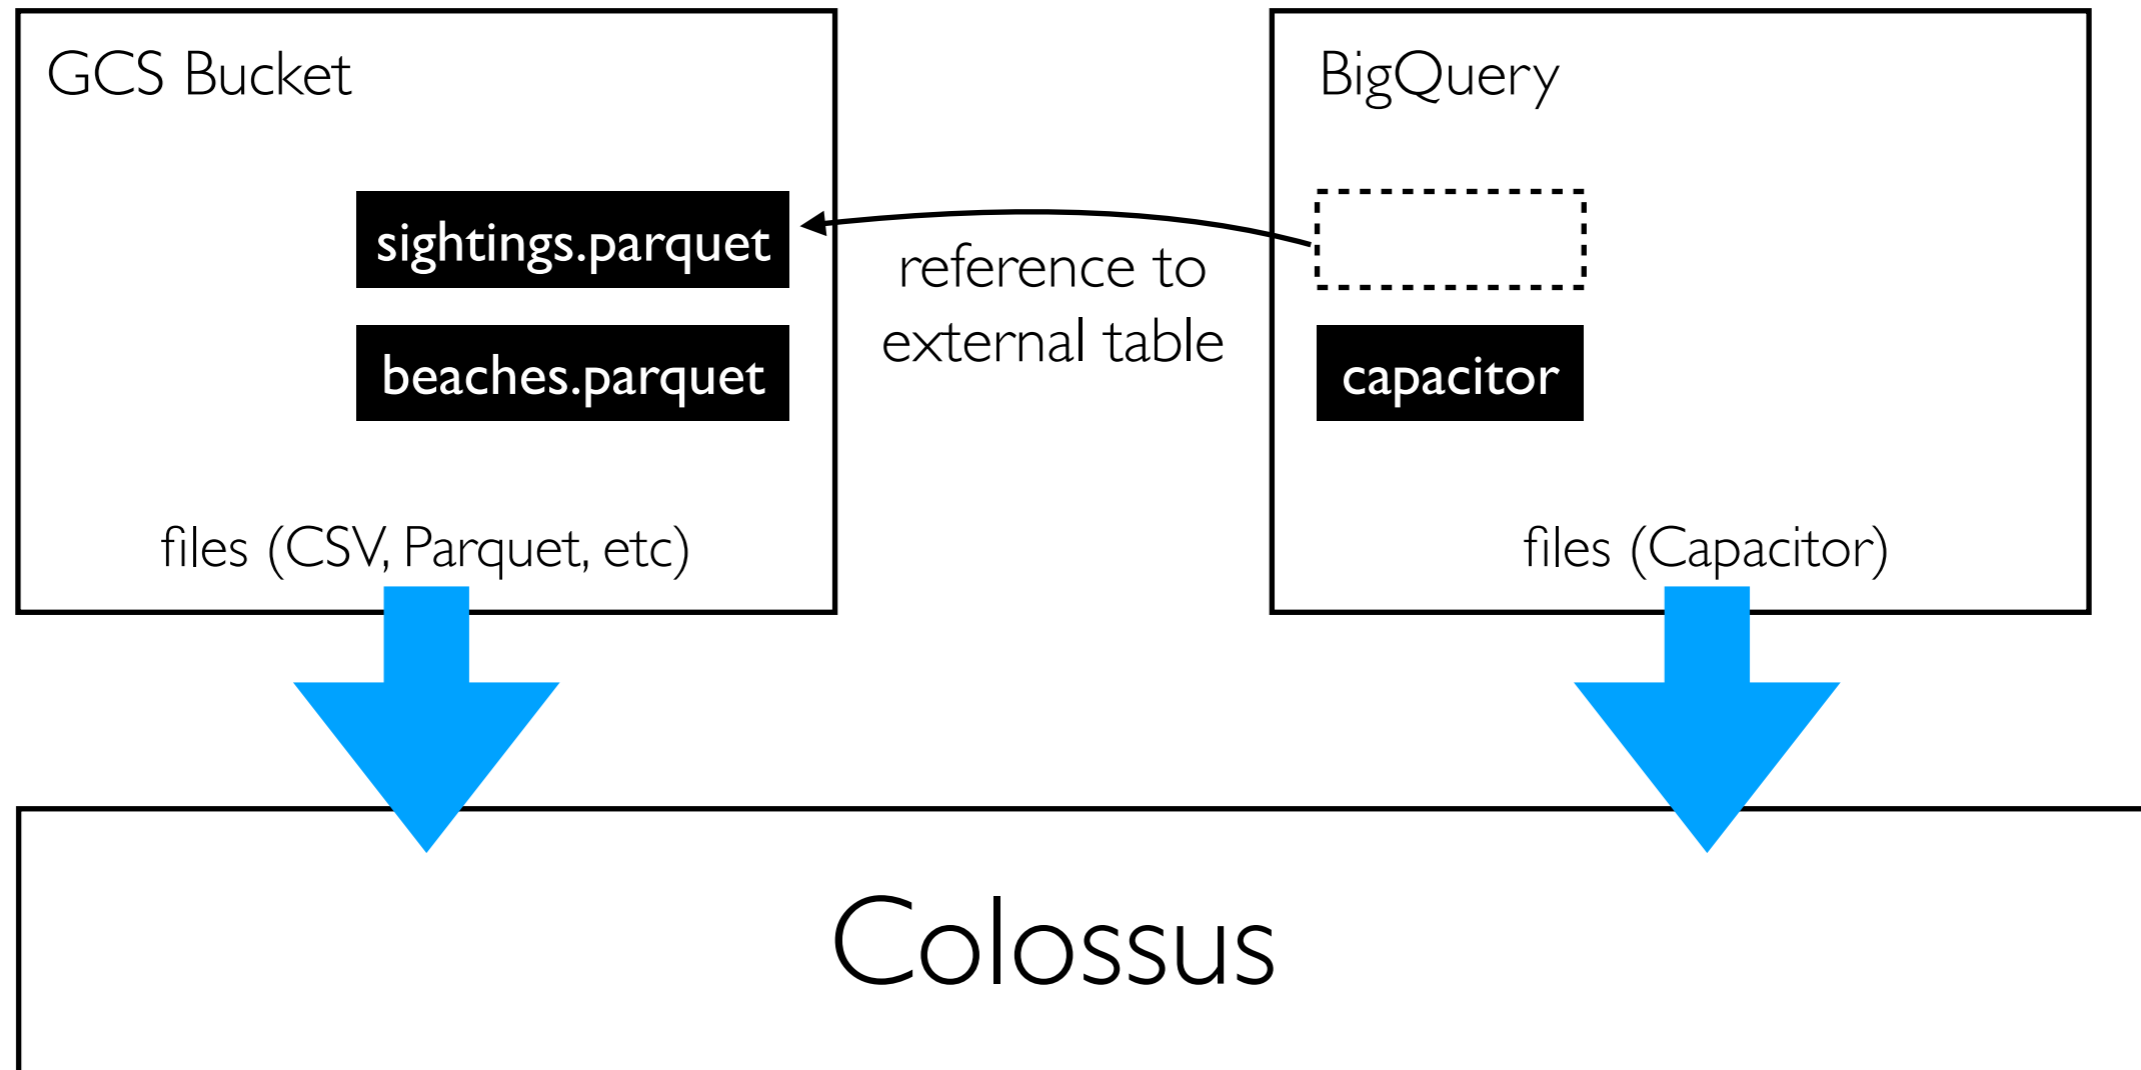 GCS Bucket
sightings.parquet
beaches.parquet
files (CSV, Parquet, etc)
reference to
external table
BigQuery
capacitor
files (Capacitor)
Colossus